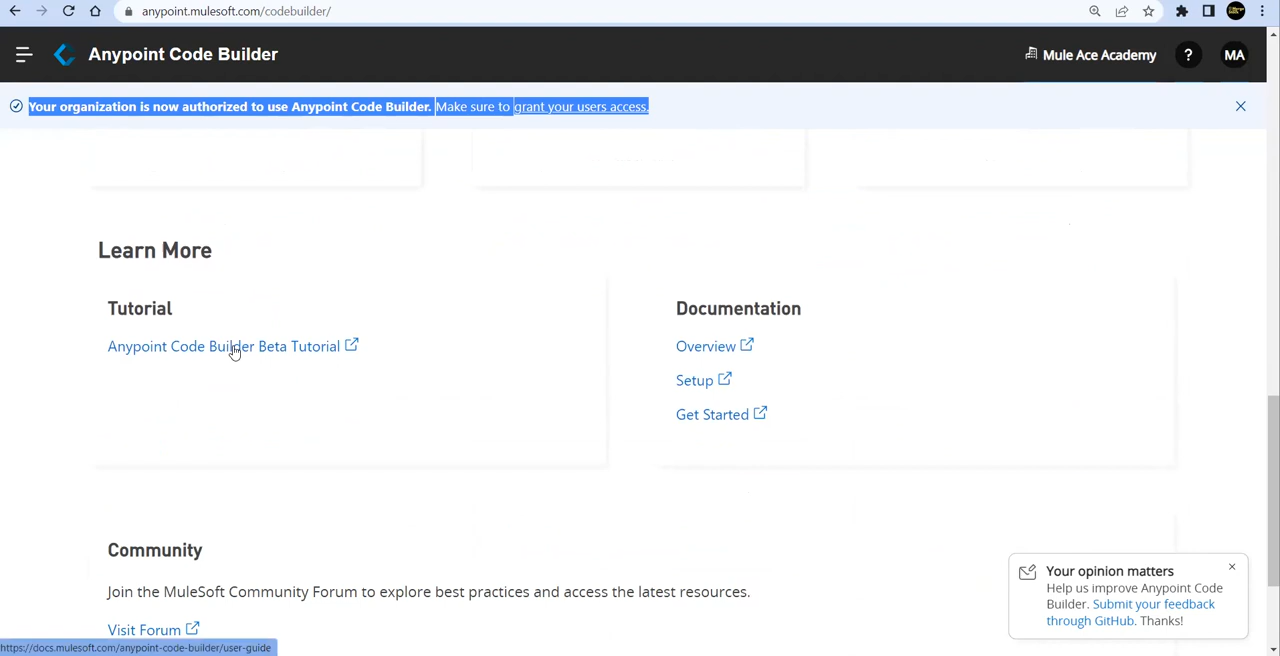 anypoint.mulesoft.com/codebuilder/
Anypoint Code Builder
Mule Ace Academy
?
MA
Your organization is now authorized to use Anypoint Code Builder. Make sure to grant your users access.
Learn More
Tutorial
Anypoint Code Builder Beta Tutorial
Documentation
Overview
Setup
Get Started
Community
Join the MuleSoft Community Forum to explore best practices and access the latest resources.
Visit Forum
Your opinion matters
Help us improve Anypoint Code
Builder. Submit your feedback
through GitHub. Thanks!
https://docs.mulesoft.com/anypoint-code-builder/user-guide